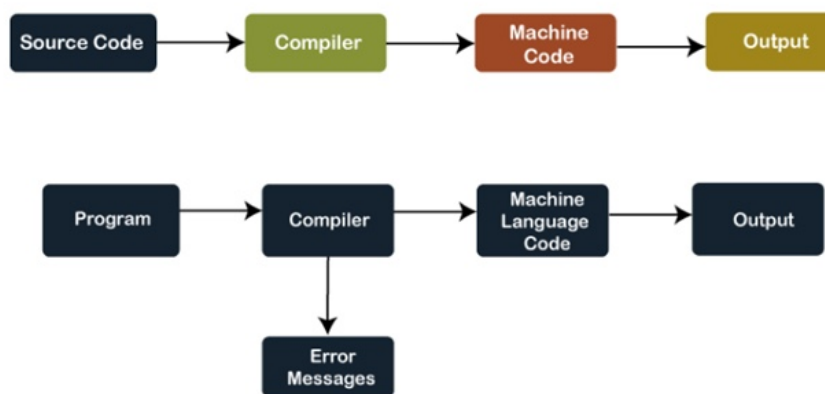 Source Code
Compiler
Machine
Code
Output
Program
Compiler
Machine
Language
Code
Output
Error
Messages